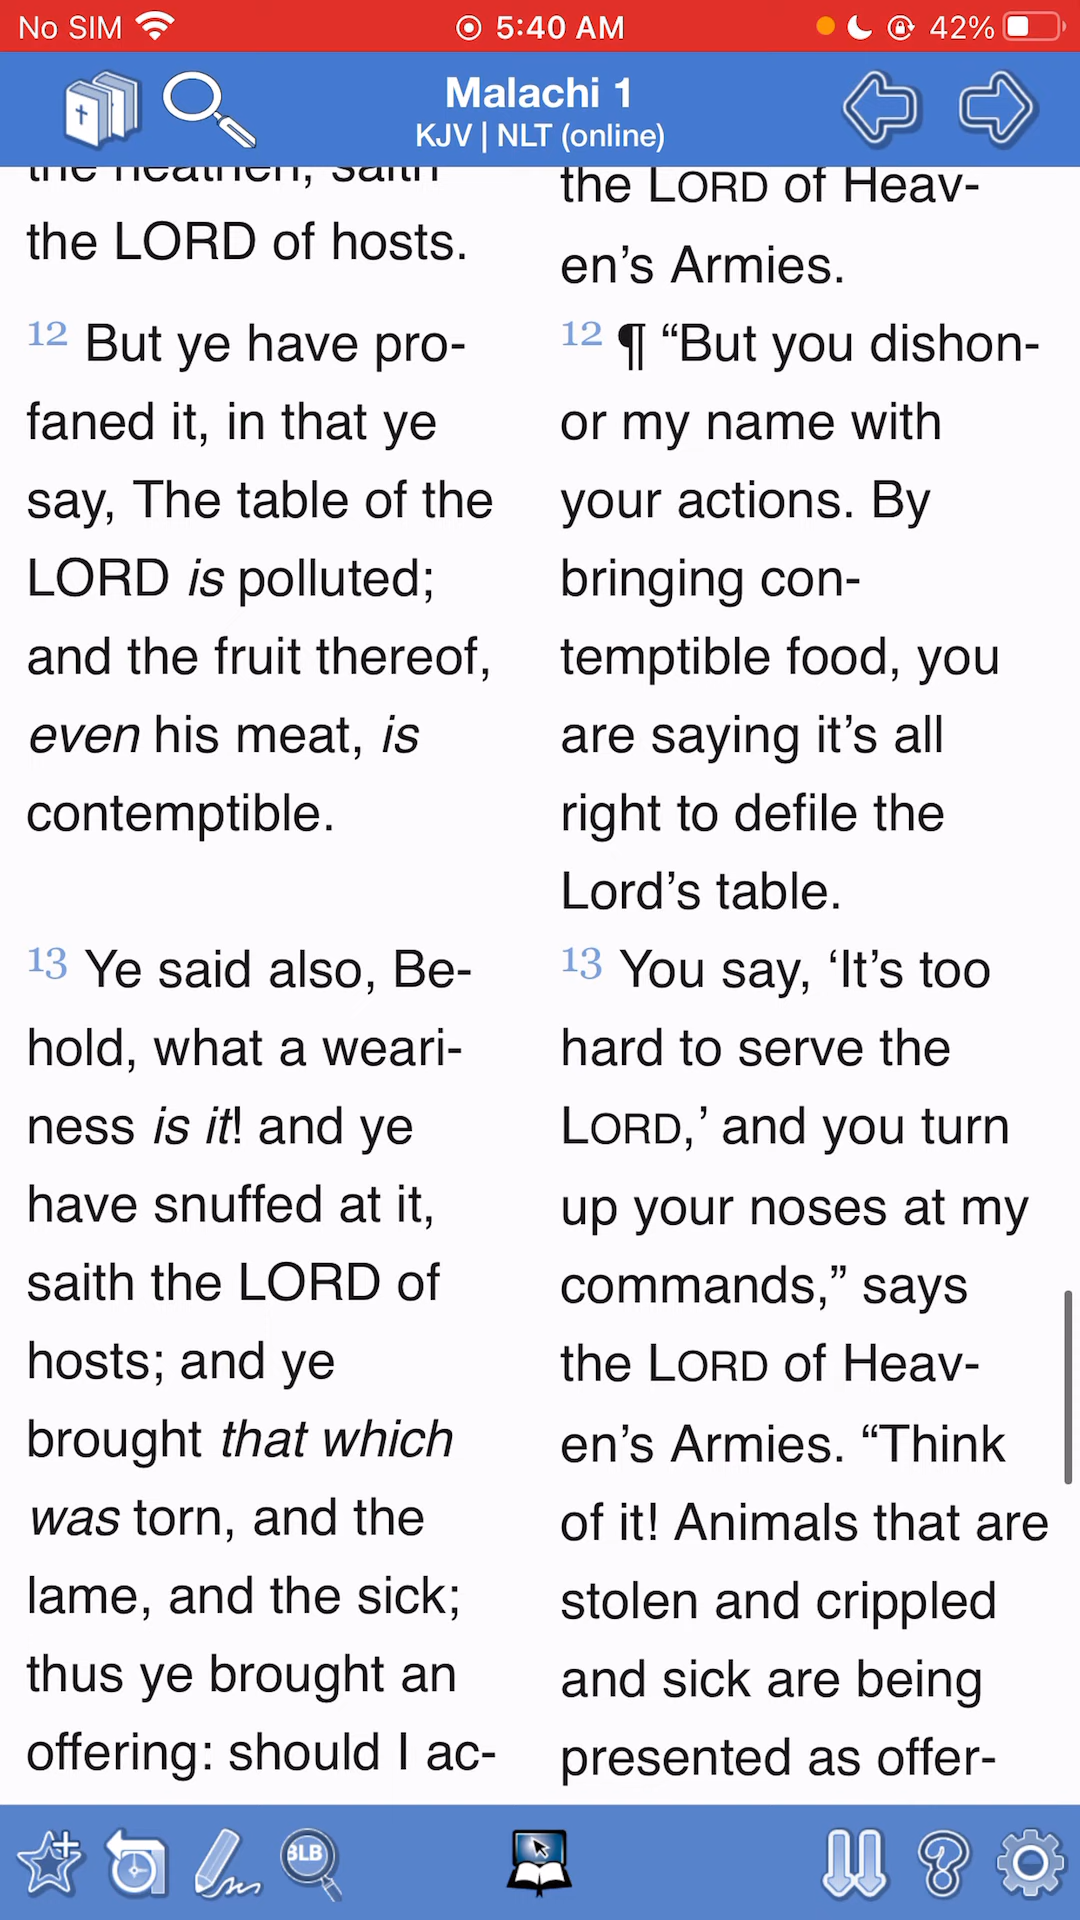 No SIM
5:40 AM
42%
Malachi 1
KJV | NLT (online)
the heathen, saith
the LORD of hosts.
12 But ye have pro-
faned it, in that ye
say, The table of the
LORD is polluted;
and the fruit thereof,
even his meat, is
contemptible.
13 Ye said also, Be-
hold, what a weari-
ness is it! and ye
have snuffed at it,
saith the LORD of
hosts; and ye
brought that which
was torn, and the
lame, and the sick;
thus ye brought an
offering: should I ac-
the LORD of Heav-
en’s Armies.
12 ¶ “But you dishon-
or my name with
your actions. By
bringing con-
temptible food, you
are saying it’s all
right to defile the
Lord’s table.
13 You say, ‘It’s too
hard to serve the
LORD,’ and you turn
up your noses at my
commands,” says
the LORD of Heav-
en’s Armies. “Think
of it! Animals that are
stolen and crippled
and sick are being
presented as offer-
BLB